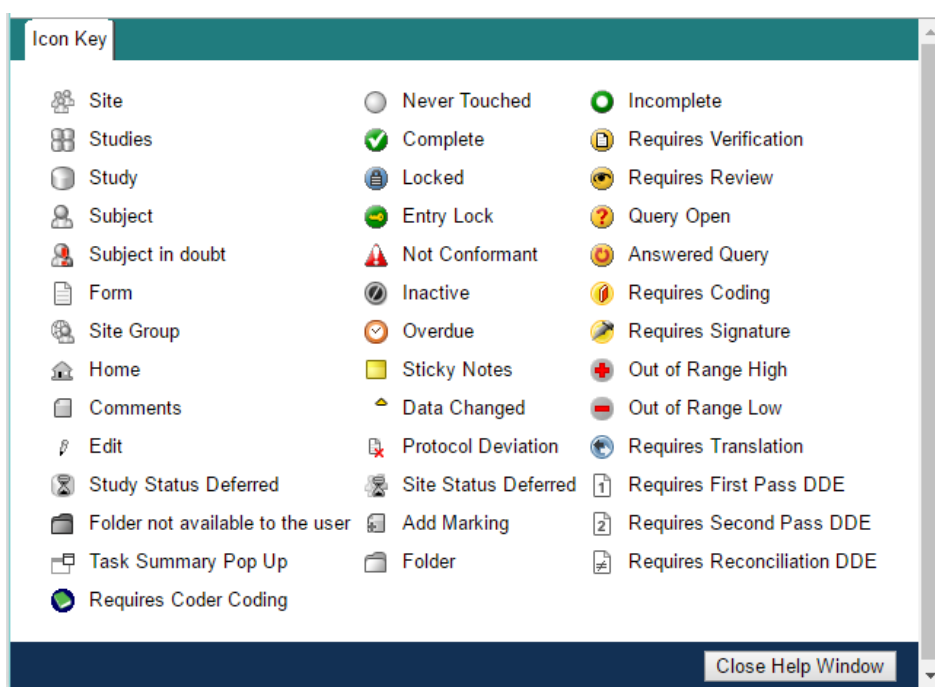 Icon Key
Site
Never Touched
Incomplete
Studies
Complete
Requires Verification
Study
Locked
Requires Review
Subject
Entry Lock
Query Open
Subject in doubt
Not Conformant
Answered Query
Form
Inactive
Requires Coding
Site Group
Overdue
Requires Signature
Home
Sticky Notes
Out of Range High
Comments
Data Changed
Out of Range Low
Edit
Protocol Deviation
Requires Translation
Study Status Deferred
Site Status Deferred
1
Requires First Pass DDE
Folder not available to the user
Add Marking
2
Requires Second Pass DDE
Task Summary Pop Up
Folder
≠
Requires Reconciliation DDE
Requires Coder Coding
Close Help Window